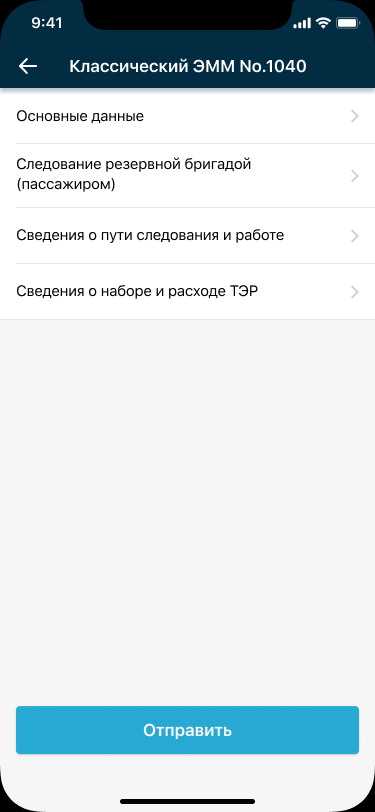 9:41
Классический ЭММ No.1040
Основные данные
Следование резервной бригадой
(пассажиром)
Сведения о пути следования и работе
Сведения о наборе и расходе ТЭР
Отправить